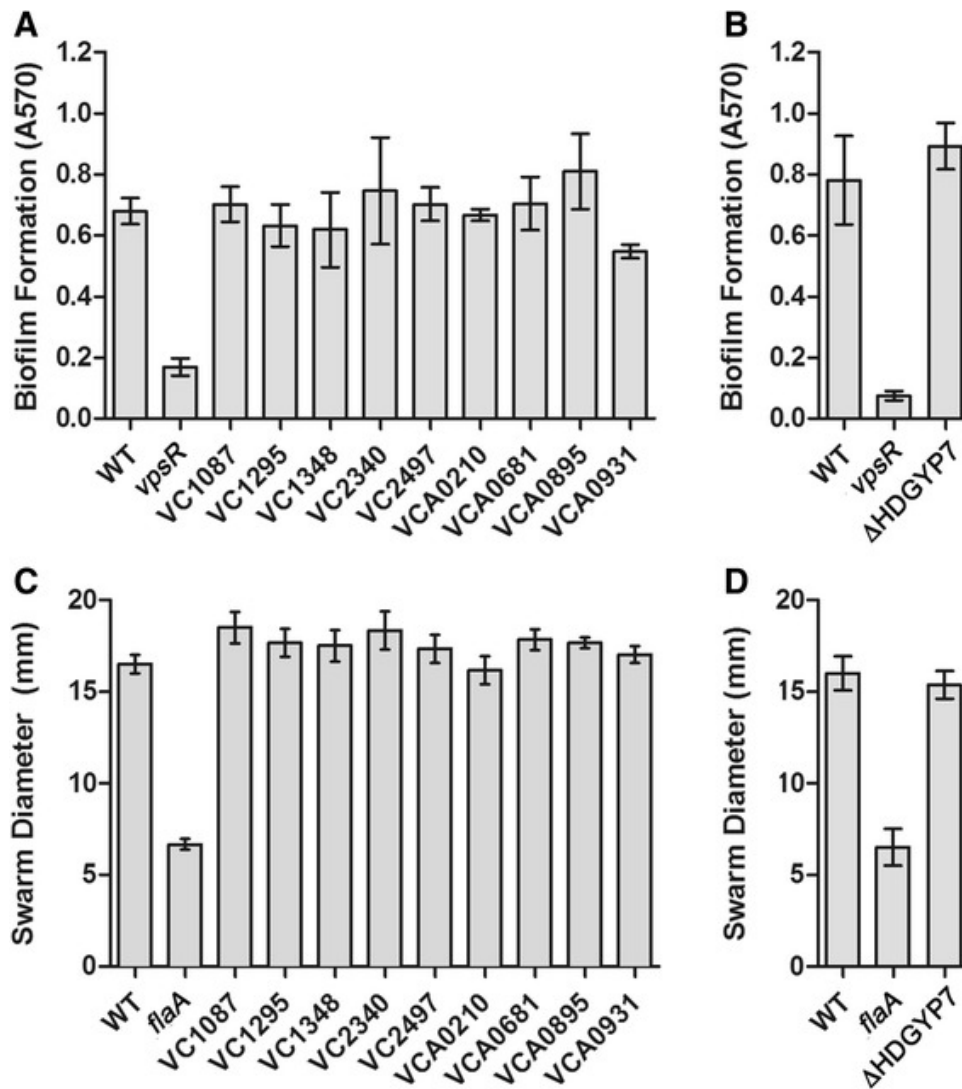 A
Biofilm Formation (A570)
1.2
1.0
0.8
0.6
0.4
0.2
0.0
WT
vpsR
VC1087
VC1295
VC1348
VC2340
VC2497
VCA0210
VCA0681
VCA0895
VCA0931
B
Biofilm Formation (A570)
1.2
1.0
0.8
0.6
0.4
0.2
0.0
WT
vpsR
ΔHDGYP7
C
Swarm Diameter (mm)
20
15
10
5
0
WT
flaA
VC1087
VC1295
VC1348
VC2340
VC2497
VCA0210
VCA0681
VCA0895
VCA0931
D
Swarm Diameter (mm)
20
15
10
5
0
WT
flaA
ΔHDGYP7